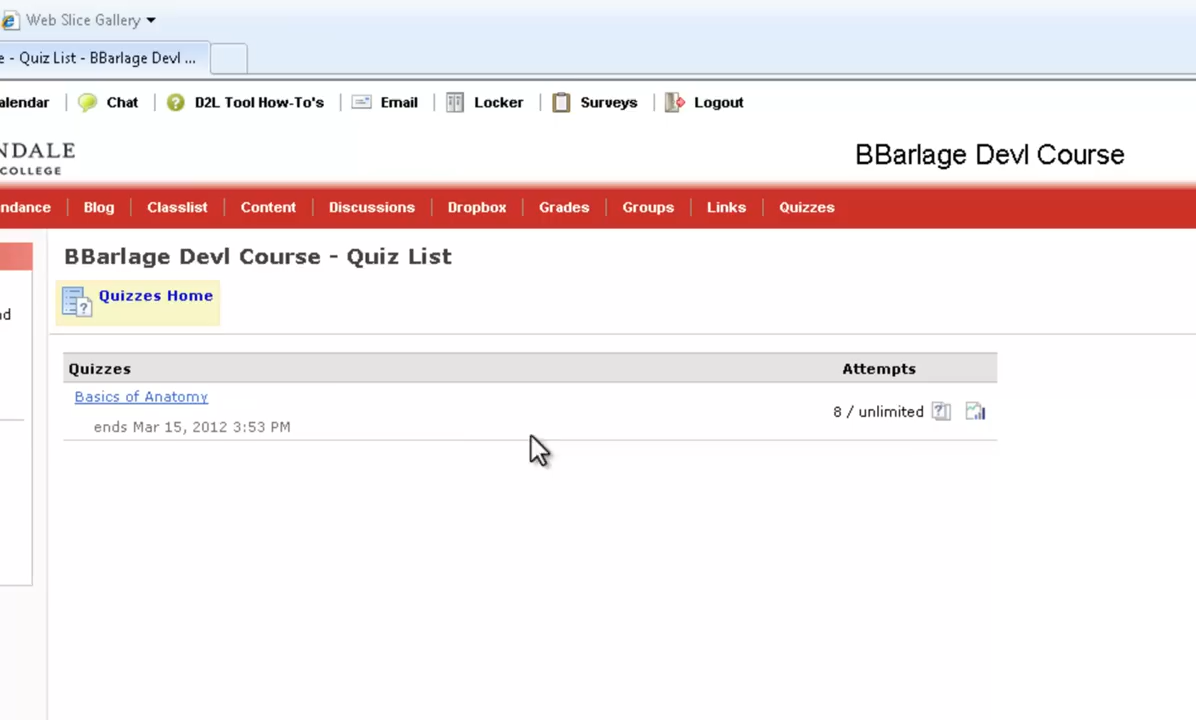 Web Slice Gallery
e - Quiz List - BBarlage Devl ...
alendar Chat D2L Tool How-To's Email Locker Surveys Logout
NDALE
COLLEGE
BBarlage Devl Course
ndance Blog Classlist Content Discussions Dropbox Grades Groups Links Quizzes
BBarlage Devl Course - Quiz List
Quizzes Home
nd
Quizzes Attempts
Basics of Anatomy
8 / unlimited
ends Mar 15, 2012 3:53 PM